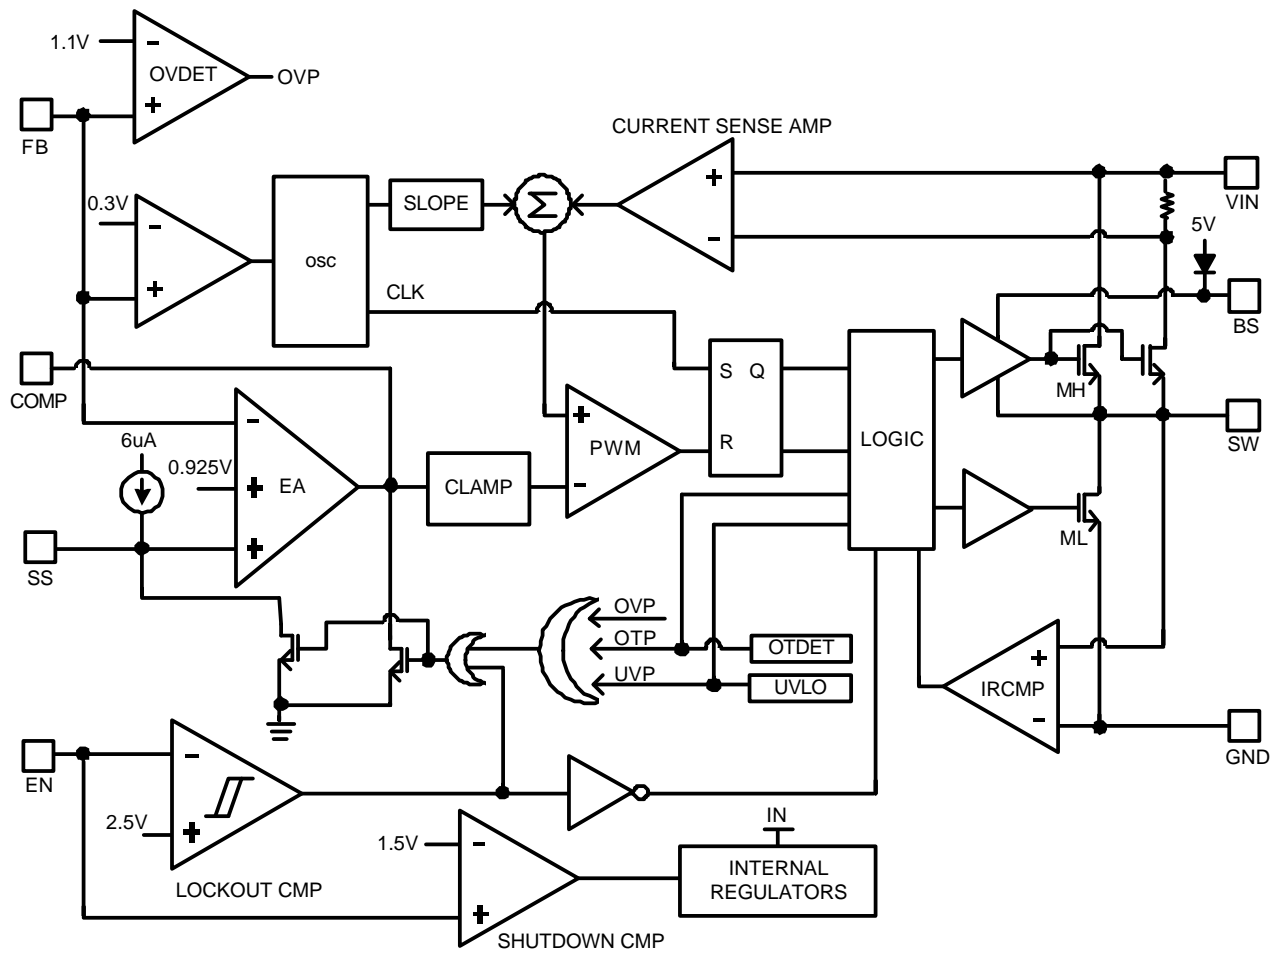 1.1V
OVDET
OVP
FB
CURRENT SENSE AMP
0.3V
osc
SLOPE
Σ
VIN
5V
CLK
BS
COMP
S Q
R
MH
LOGIC
SW
6uA
0.925V
EA
CLAMP
PWM
SS
ML
OVP
OTP
UVP
OTDET
UVLO
IRCMP
GND
EN
2.5V
LOCKOUT CMP
1.5V
SHUTDOWN CMP
IN
INTERNAL
REGULATORS